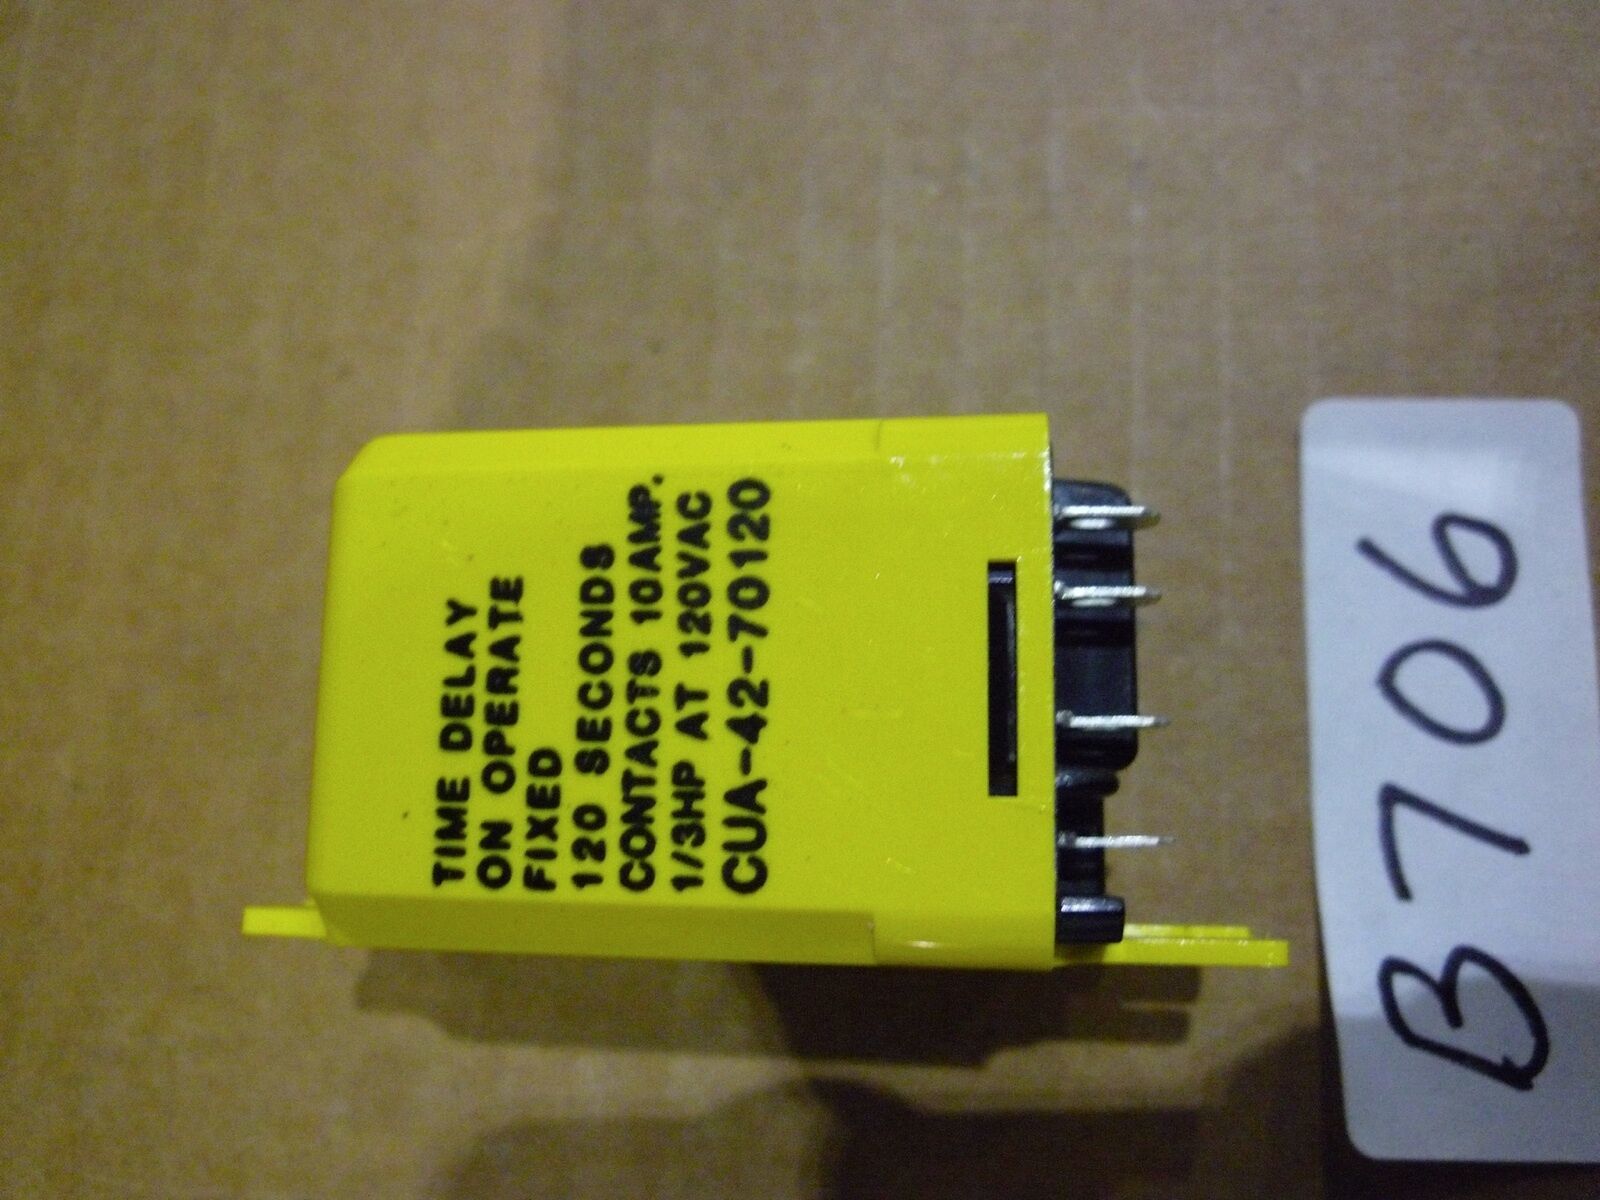 TIME DELAY
ON OPERATE
FIXED
120 SECONDS
CONTACTS 10AMP.
1/3HP AT 120VAC
CUA-42-70120
B706